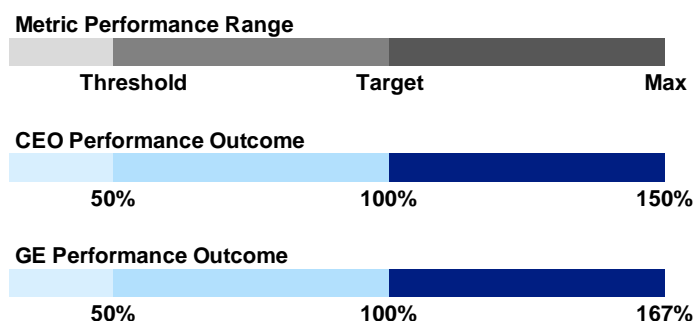 Metric Performance Range
Threshold Target Max
CEO Performance Outcome
50% 100% 150%
GE Performance Outcome
50% 100% 167%